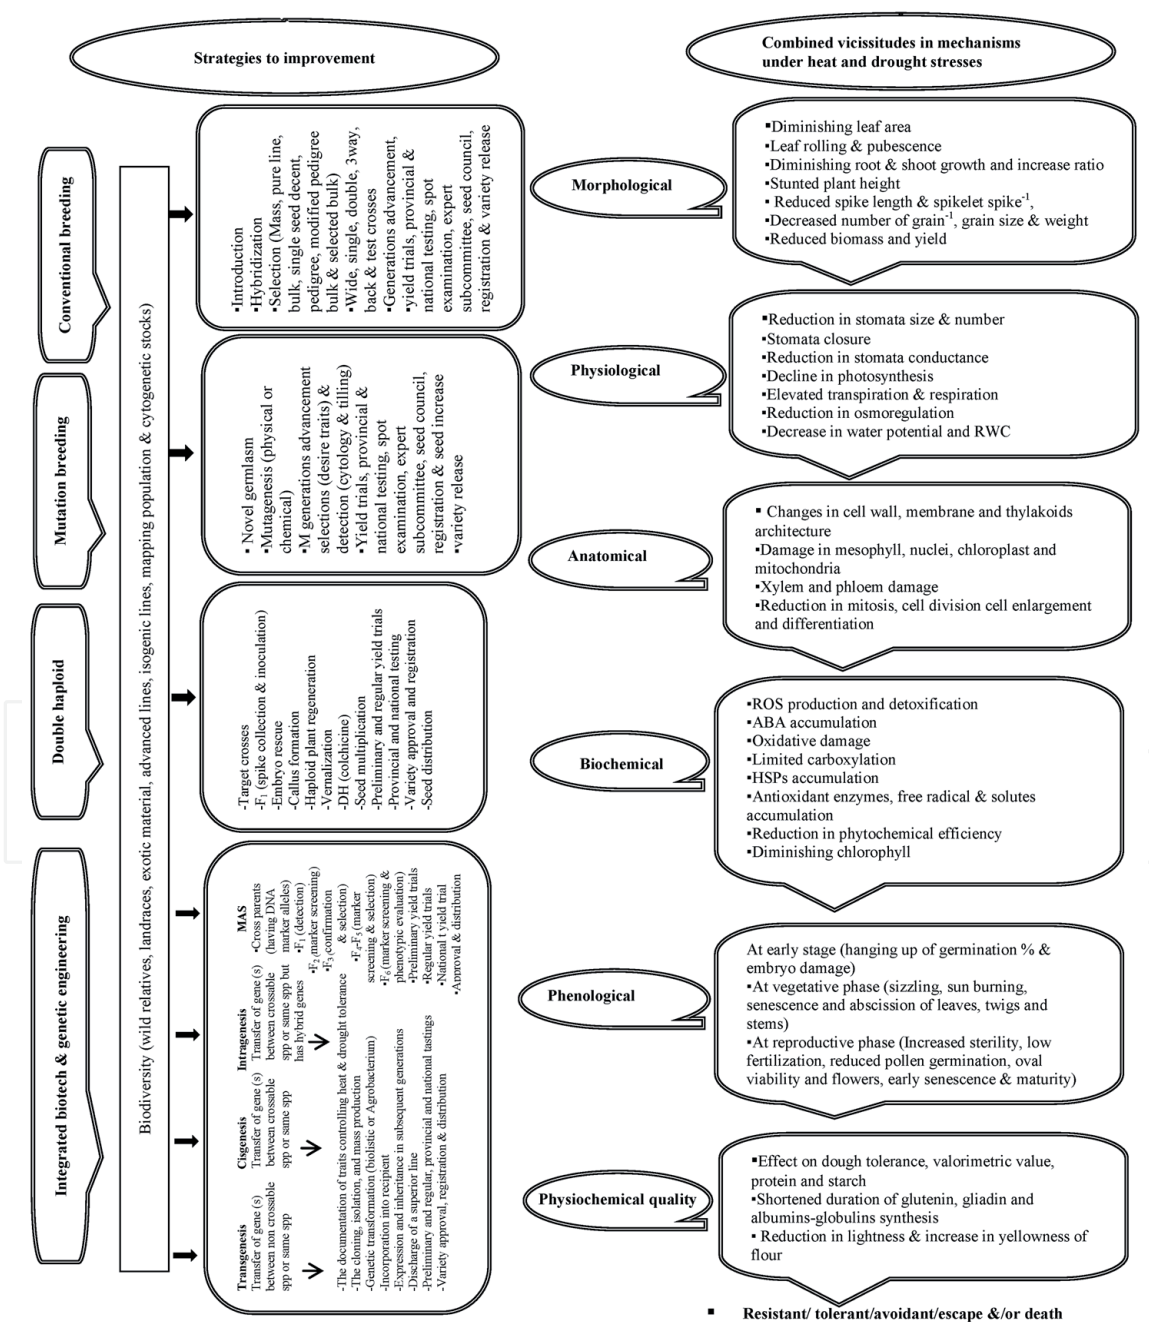 Strategies to improvement
Conventional breeding
Mutation breeding
Double haploid
Integrated biotech & genetic engineering
Biodiversity (wild relatives, landraces, exotic material, advanced lines, isogenic lines, mapping population & cytogenetic stocks)
▪Introduction
▪Hybridization
▪Selection (Mass, pure line,
bulk, single seed decent,
pedigree, modified pedigree
bulk & selected bulk)
▪Wide, single, double, 3way,
back & test crosses
▪Generations advancement,
▪yield trials, provincial &
national testing, spot
examination, expert
subcommittee, seed council,
registration & variety release
▪ Novel germlasm
▪Mutagenesis (physical or
chemical)
▪M generations advancement
selections (desire traits) &
detection (cytology & tilling)
▪Yield trials, provincial &
national testing, spot
examination, expert
subcommittee, seed council,
registration & seed increase
▪variety release
-Target crosses
-F1 (spike collection & inoculation)
-Embryo rescue
-Callus formation
-Haploid plant regeneration
-Vernalization
-DH (colchicine)
-Seed multiplication
-Preliminary and regular yield trials
-Provincial and national testing
-Variety approval and registration
-Seed distribution
MAS
▪Cross parents
(having DNA
marker alleles)
▪F1 (detection)
▪F2 (marker screening)
▪F3 (confirmation
& selection)
▪F4-F5 (marker
screening & selection)
▪F6 (marker screening &
phenotypic evaluation)
▪Preliminary yield trials
▪Regular yield trials
▪National t yield trial
▪Approval & distribution
Intragenesis
Transfer of gene (s)
between crossable
spp or same spp but
has hybrid genes
Cisgenesis
Transfer of gene (s)
between crossable
spp or same spp
Transgenesis
Transfer of gene (s)
between non crossable
spp or same spp
-The documentation of traits controlling heat & drought tolerance
-The cloning, isolation, and mass production
-Genetic transformation (biolistic or Agrobacterium)
-Incorporation into recipient
-Expression and inheritance in subsequent generations
-Discharge of a superior line
-Preliminary and regular, provincial and national tastings
-Variety approval, registration & distribution
Combined vicissitudes in mechanisms
under heat and drought stresses
Morphological
▪Diminishing leaf area
▪Leaf rolling & pubescence
▪Diminishing root & shoot growth and increase ratio
▪Stunted plant height
▪ Reduced spike length & spikelet spike-1,
▪Decreased number of grain-1, grain size & weight
▪Reduced biomass and yield
Physiological
▪Reduction in stomata size & number
▪Stomata closure
▪Reduction in stomata conductance
▪Decline in photosynthesis
▪Elevated transpiration & respiration
▪Reduction in osmoregulation
▪Decrease in water potential and RWC
Anatomical
▪ Changes in cell wall, membrane and thylakoids
architecture
▪Damage in mesophyll, nuclei, chloroplast and
mitochondria
▪Xylem and phloem damage
▪Reduction in mitosis, cell division cell enlargement
and differentiation
Biochemical
▪ROS production and detoxification
▪ABA accumulation
▪Oxidative damage
▪Limited carboxylation
▪HSPs accumulation
▪Antioxidant enzymes, free radical & solutes
accumulation
▪Reduction in phytochemical efficiency
▪Diminishing chlorophyll
Phenological
At early stage (hanging up of germination % &
embryo damage)
▪At vegetative phase (sizzling, sun burning,
senescence and abscission of leaves, twigs and
stems)
▪At reproductive phase (Increased sterility, low
fertilization, reduced pollen germination, oval
viability and flowers, early senescence & maturity)
Physiochemical quality
▪Effect on dough tolerance, valorimetric value,
protein and starch
▪Shortened duration of glutenin, gliadin and
albumins-globulins synthesis
▪ Reduction in lightness & increase in yellowness of
flour
▪ Resistant/ tolerant/avoidant/escape &/or death